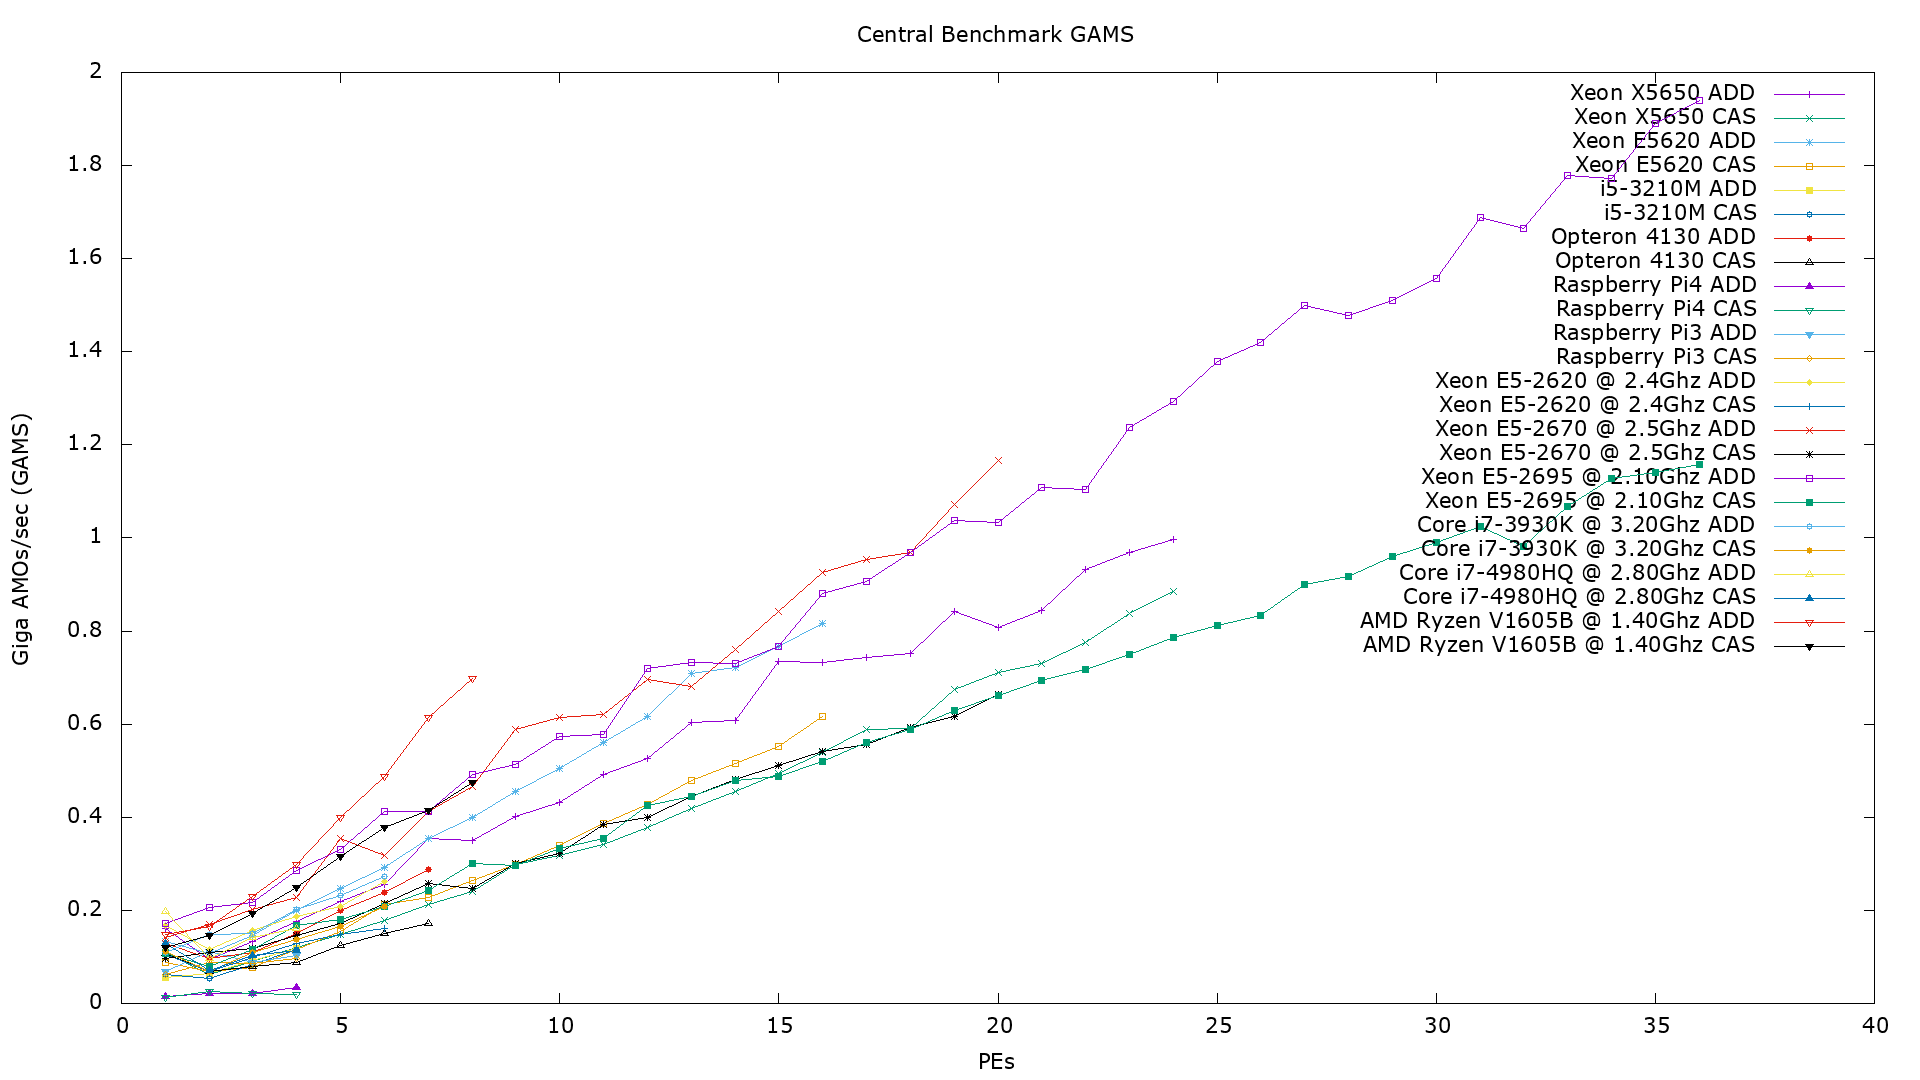 Central Benchmark GAMS
2
1.8
1.6
1.4
1.2
1
0.8
0.6
0.4
0.2
0
Giga AMOs/sec (GAMS)
Xeon X5650 ADD
Xeon X5650 CAS
Xeon E5620 ADD
Xeon E5620 CAS
i5-3210M ADD
i5-3210M CAS
Opteron 4130 ADD
Opteron 4130 CAS
Raspberry Pi4 ADD
Raspberry Pi4 CAS
Raspberry Pi3 ADD
Raspberry Pi3 CAS
Xeon E5-2620 @ 2.4Ghz ADD
Xeon E5-2620 @ 2.4Ghz CAS
Xeon E5-2670 @ 2.5Ghz ADD
Xeon E5-2670 @ 2.5Ghz CAS
Xeon E5-2695 @ 2.10Ghz ADD
Xeon E5-2695 @ 2.10Ghz CAS
Core i7-3930K @ 3.20Ghz ADD
Core i7-3930K @ 3.20Ghz CAS
Core i7-4980HQ @ 2.80Ghz ADD
Core i7-4980HQ @ 2.80Ghz CAS
AMD Ryzen V1605B @ 1.40Ghz ADD
AMD Ryzen V1605B @ 1.40Ghz CAS
0 5 10 15 20 25 30 35 40
PEs